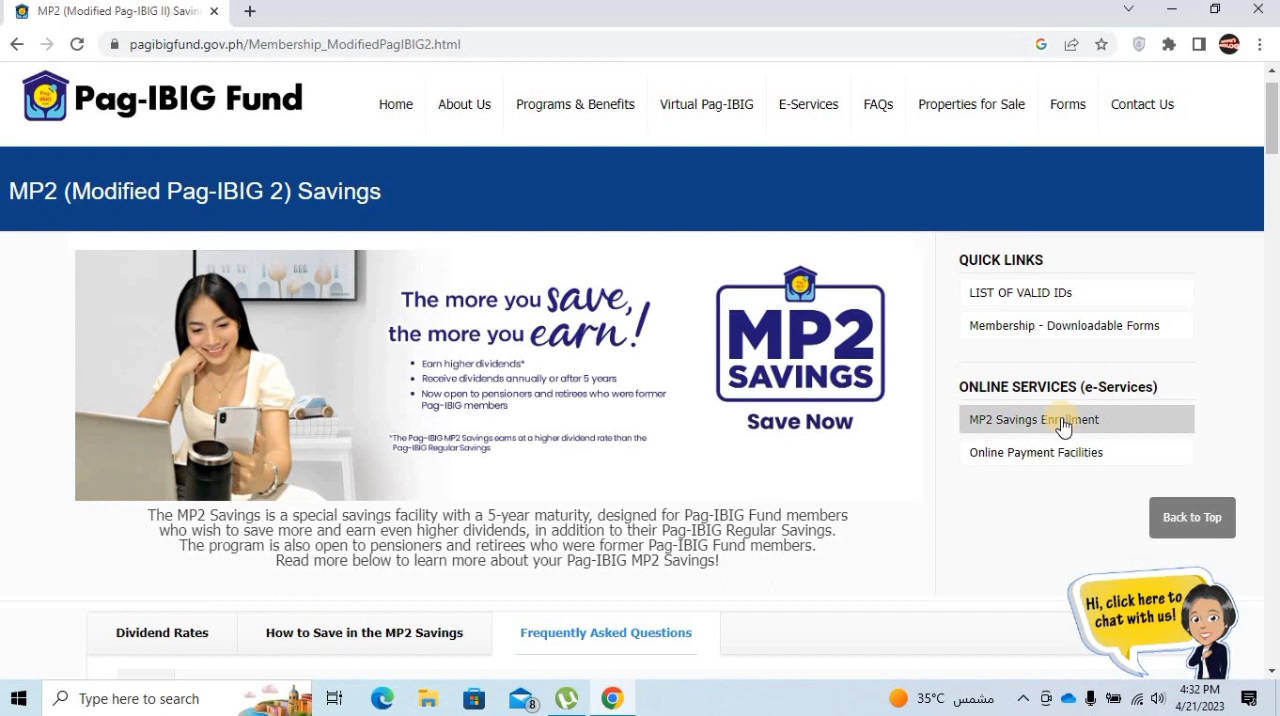 MP2 (Modified Pag-IBIG II) Savin
pagibigfund.gov.ph/Membership_ModifiedPagIBIG2.html
Pag-IBIG Fund
Home About Us Programs & Benefits Virtual Pag-IBIG E-Services FAQs Properties for Sale Forms Contact Us
MP2 (Modified Pag-IBIG 2) Savings
The more you save,
the more you earn!
• Earn higher dividends*
• Receive dividends annually or after 5 years
• Now open to pensioners and retirees who were former
Pag-IBIG members
*The Pag-IBIG MP2 Savings earns at a higher dividend rate than the
Pag-IBIG Regular Savings
MP2
SAVINGS
Save Now
QUICK LINKS
LIST OF VALID IDs
Membership - Downloadable Forms
ONLINE SERVICES (e-Services)
MP2 Savings Enrollment
Online Payment Facilities
Back to Top
The MP2 Savings is a special savings facility with a 5-year maturity, designed for Pag-IBIG Fund members
who wish to save more and earn even higher dividends, in addition to their Pag-IBIG Regular Savings.
The program is also open to pensioners and retirees who were former Pag-IBIG Fund members.
Read more below to learn more about your Pag-IBIG MP2 Savings!
Hi, click here to
chat with us!
Dividend Rates How to Save in the MP2 Savings Frequently Asked Questions
Type here to search
8
35°C مشمس
4:32 PM
4/21/2023